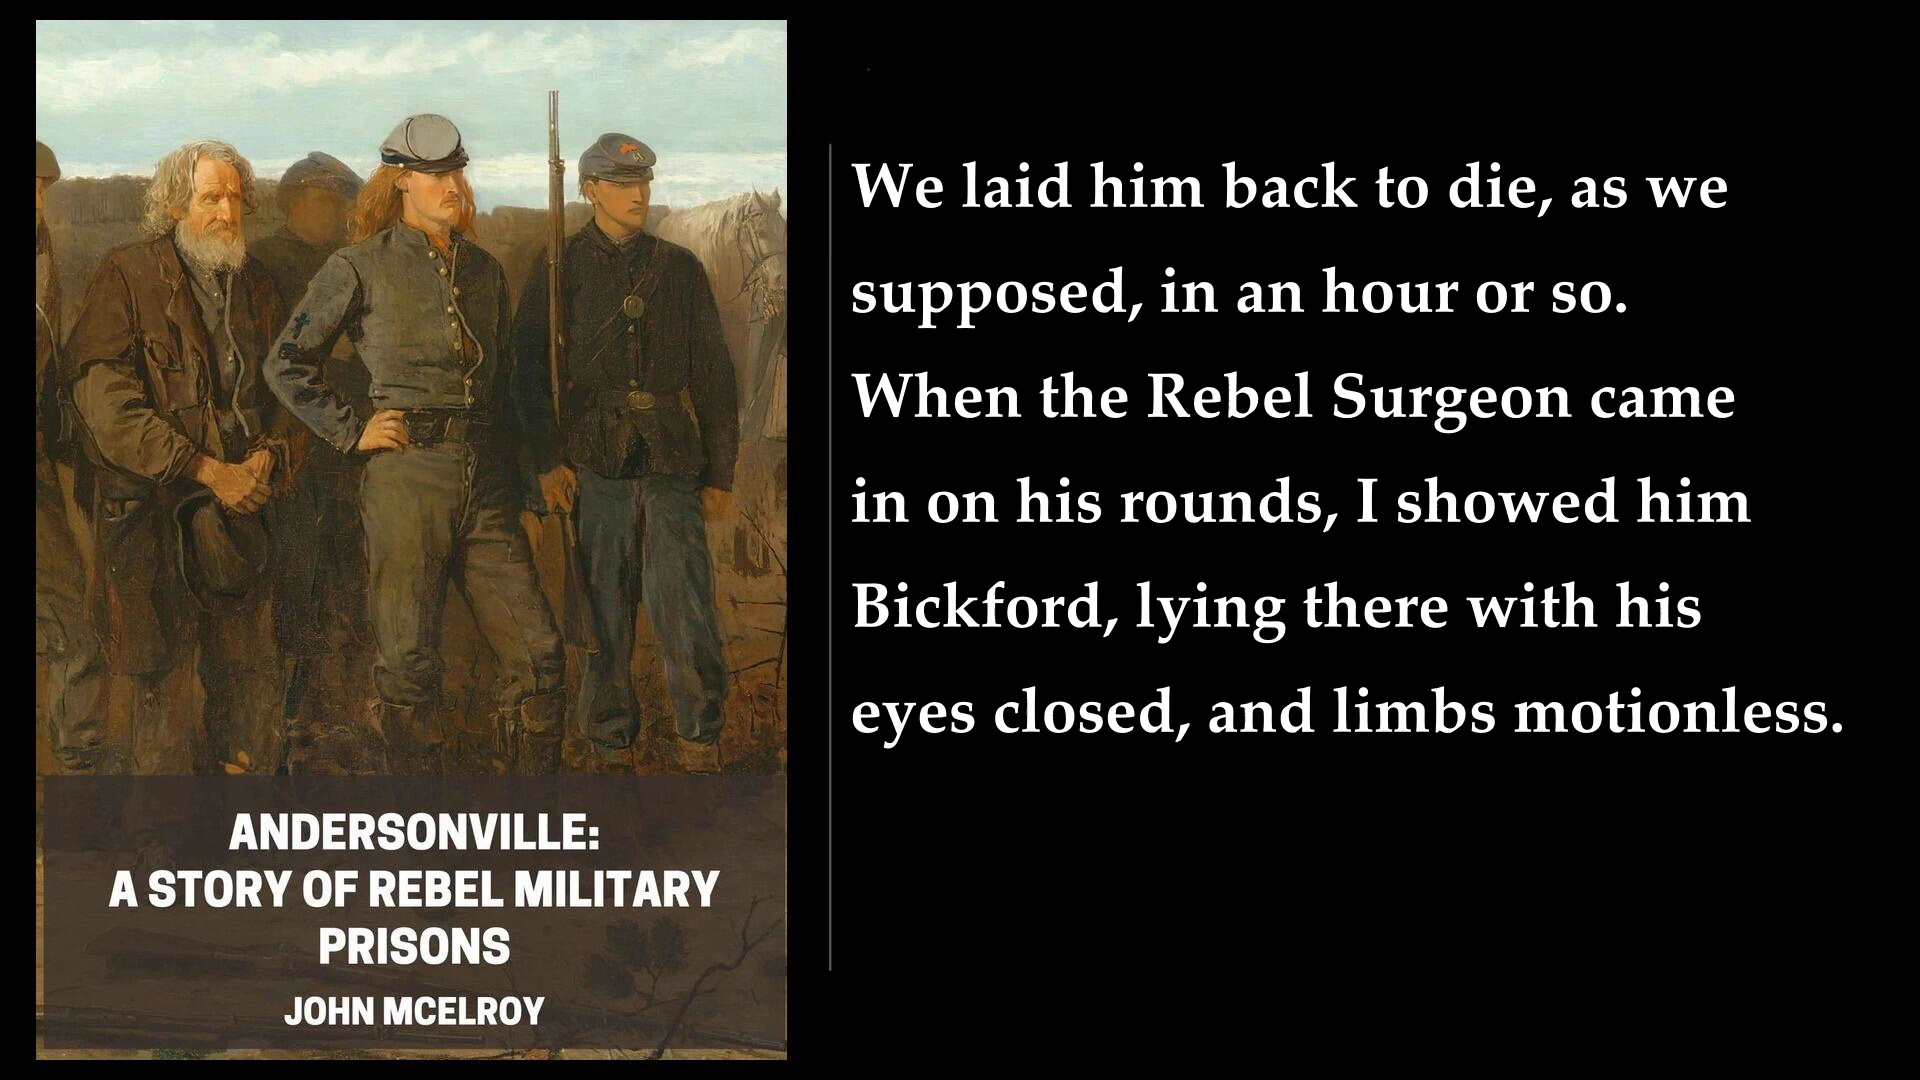 ANDERSONVILLE:
A STORY OF REBEL MILITARY
PRISONS
JOHN MCELROY
We laid him back to die, as we
supposed, in an hour or so.
When the Rebel Surgeon came
in on his rounds, I showed him
Bickford, lying there with his
eyes closed, and limbs motionless.